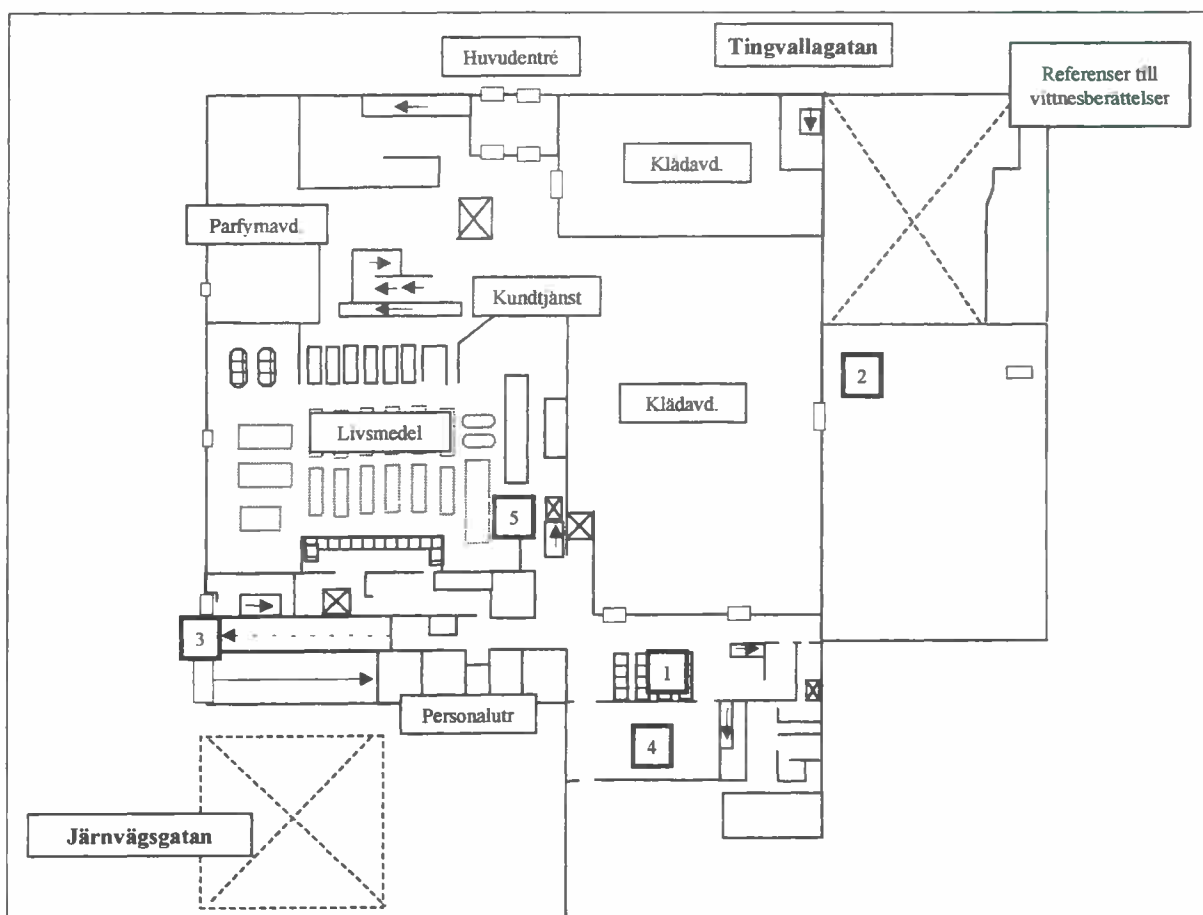 Tingvallagatan
Huvudentré
Referenser till
vittnesberättelser
Klädavd.
Parfymavd.
Kundtjänst
2
Klädavd.
Livsmedel
5
3
1
Personalutr
4
Järnvägsgatan